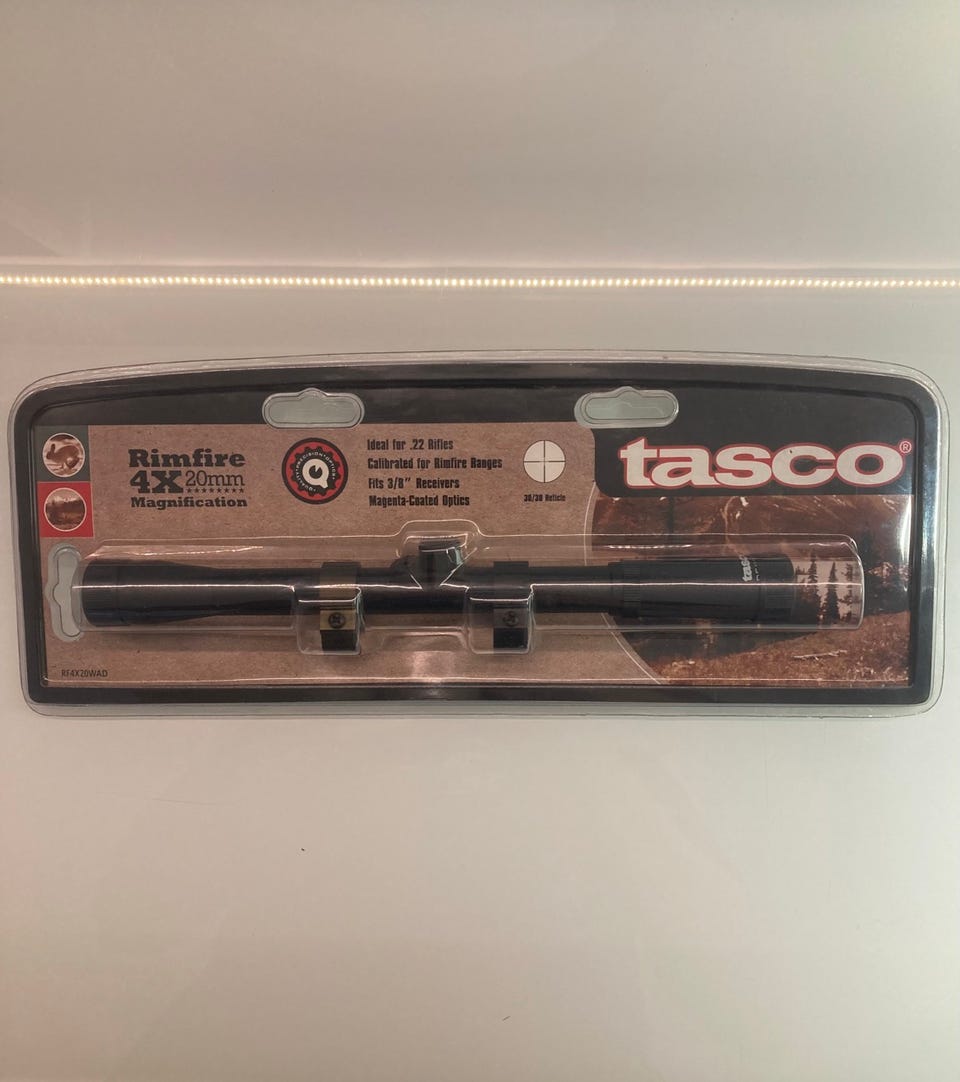 Rimfire
4X 20mm
Magnification
Ideal for .22 Rifles
Calibrated for Rimfire Ranges
Fits 3/8" Receivers
Magenta-Coated Optics
30/30 Reticle
tasco®
RF4X20WAD